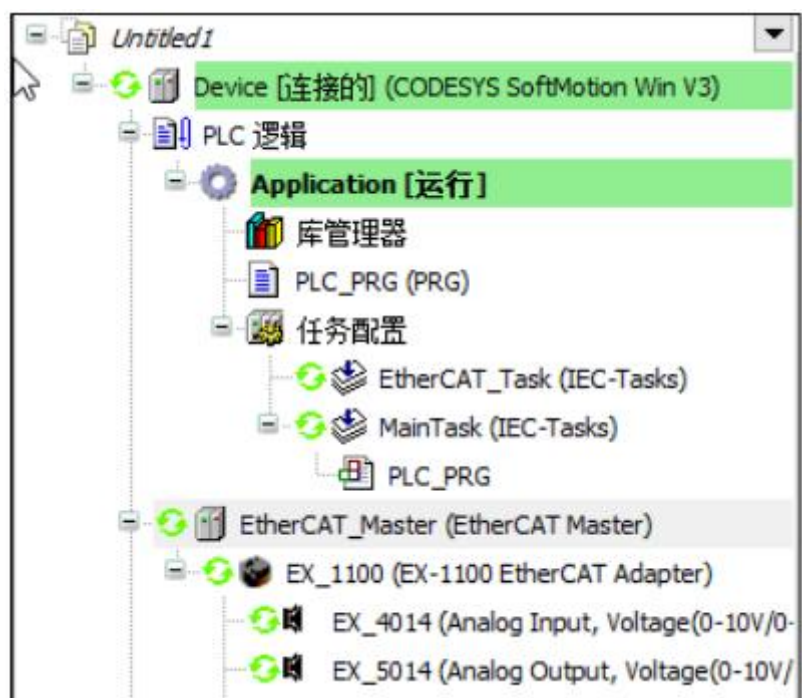 Untitled1
Device [连接的] (CODESYS SoftMotion Win V3)
PLC 逻辑
Application [运行]
库管理器
PLC_PRG (PRG)
任务配置
EtherCAT_Task (IEC-Tasks)
MainTask (IEC-Tasks)
PLC_PRG
EtherCAT_Master (EtherCAT Master)
EX_1100 (EX-1100 EtherCAT Adapter)
EX_4014 (Analog Input, Voltage(0-10V/0-
EX_5014 (Analog Output, Voltage(0-10V/